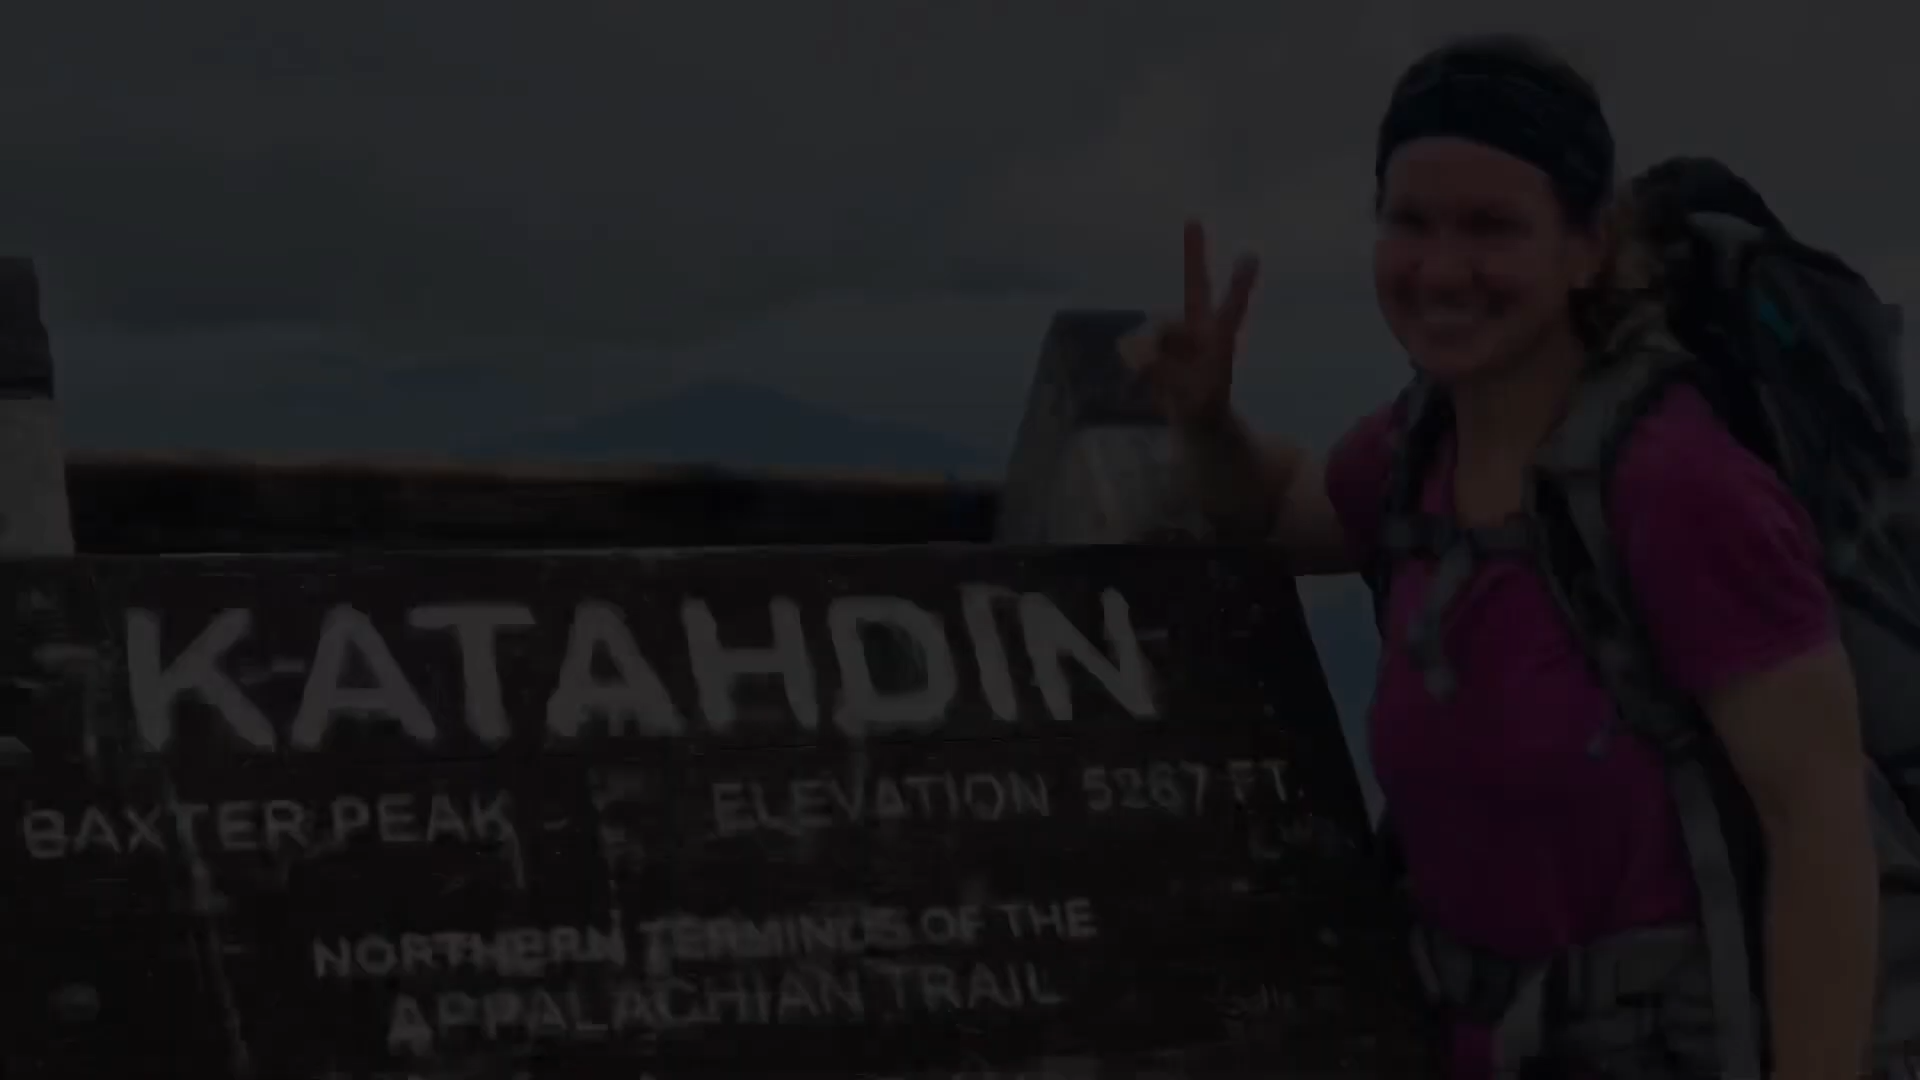 KATAHDIN
BAXTER PEAK - ELEVATION 5267 FT.
NORTHERN TERMINUS OF THE
APPALACHIAN TRAIL